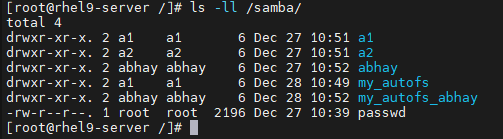 [root@rhel9-server /]# ls -ll /samba/
total 4
drwxr-xr-x. 2 a1    a1       6 Dec 27 10:51 a1
drwxr-xr-x. 2 a2    a2       6 Dec 27 10:51 a2
drwxr-xr-x. 2 abhay abhay    6 Dec 27 10:52 abhay
drwxr-xr-x. 2 a1    a1       6 Dec 28 10:49 my_autofs
drwxr-xr-x. 2 abhay abhay    6 Dec 28 10:52 my_autofs_abhay
-rw-r--r--. 1 root  root  2196 Dec 27 10:39 passwd
[root@rhel9-server /]#